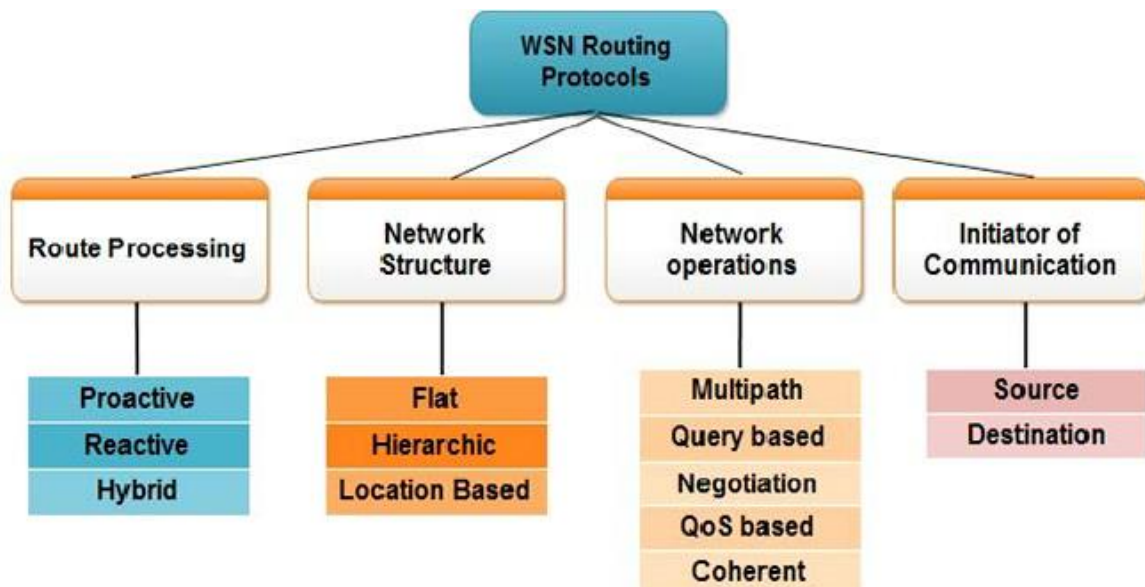 WSN Routing
Protocols
Route Processing
Network
Structure
Network
operations
Initiator of
Communication
Proactive
Reactive
Hybrid
Flat
Hierarchic
Location Based
Multipath
Query based
Negotiation
QoS based
Coherent
Source
Destination